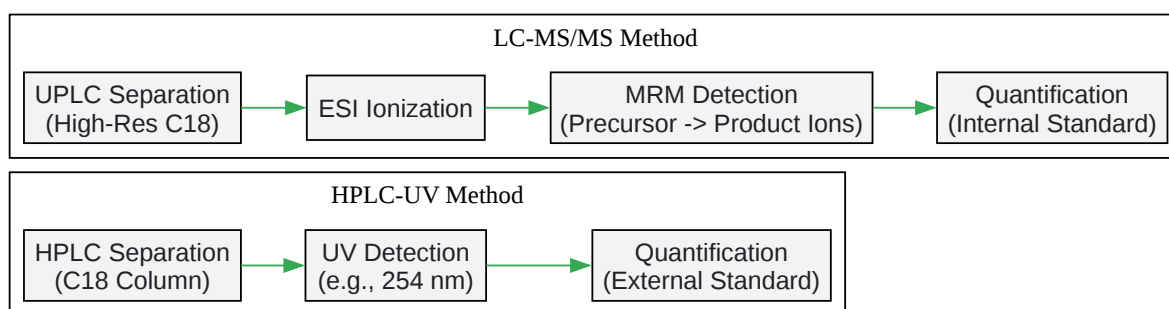 LC-MS/MS Method
UPLC Separation
(High-Res C18)
ESI Ionization
MRM Detection
(Precursor -> Product Ions)
Quantification
(Internal Standard)
HPLC-UV Method
HPLC Separation
(C18 Column)
UV Detection
(e.g., 254 nm)
Quantification
(External Standard)